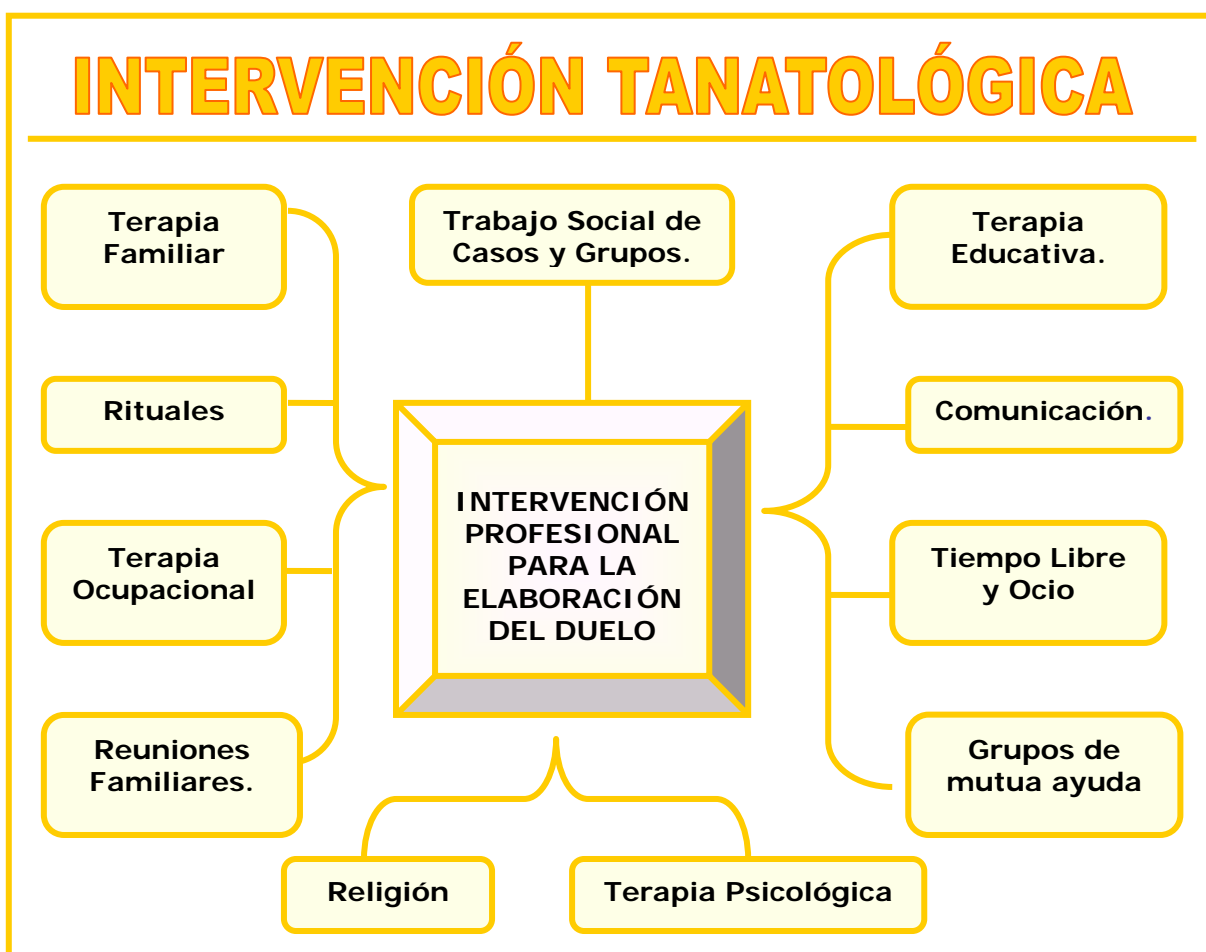 INTERVENCIÓN TANATOLÓGICA
Terapia
Familiar
Trabajo Social de
Casos y Grupos.
Terapia
Educativa.
Rituales
Comunicación.
INTERVENCIÓN
PROFESIONAL
PARA LA
ELABORACIÓN
DEL DUELO
Terapia
Ocupacional
Tiempo Libre
y Ocio
Reuniones
Familiares.
Grupos de
mutua ayuda
Religión
Terapia Psicológica